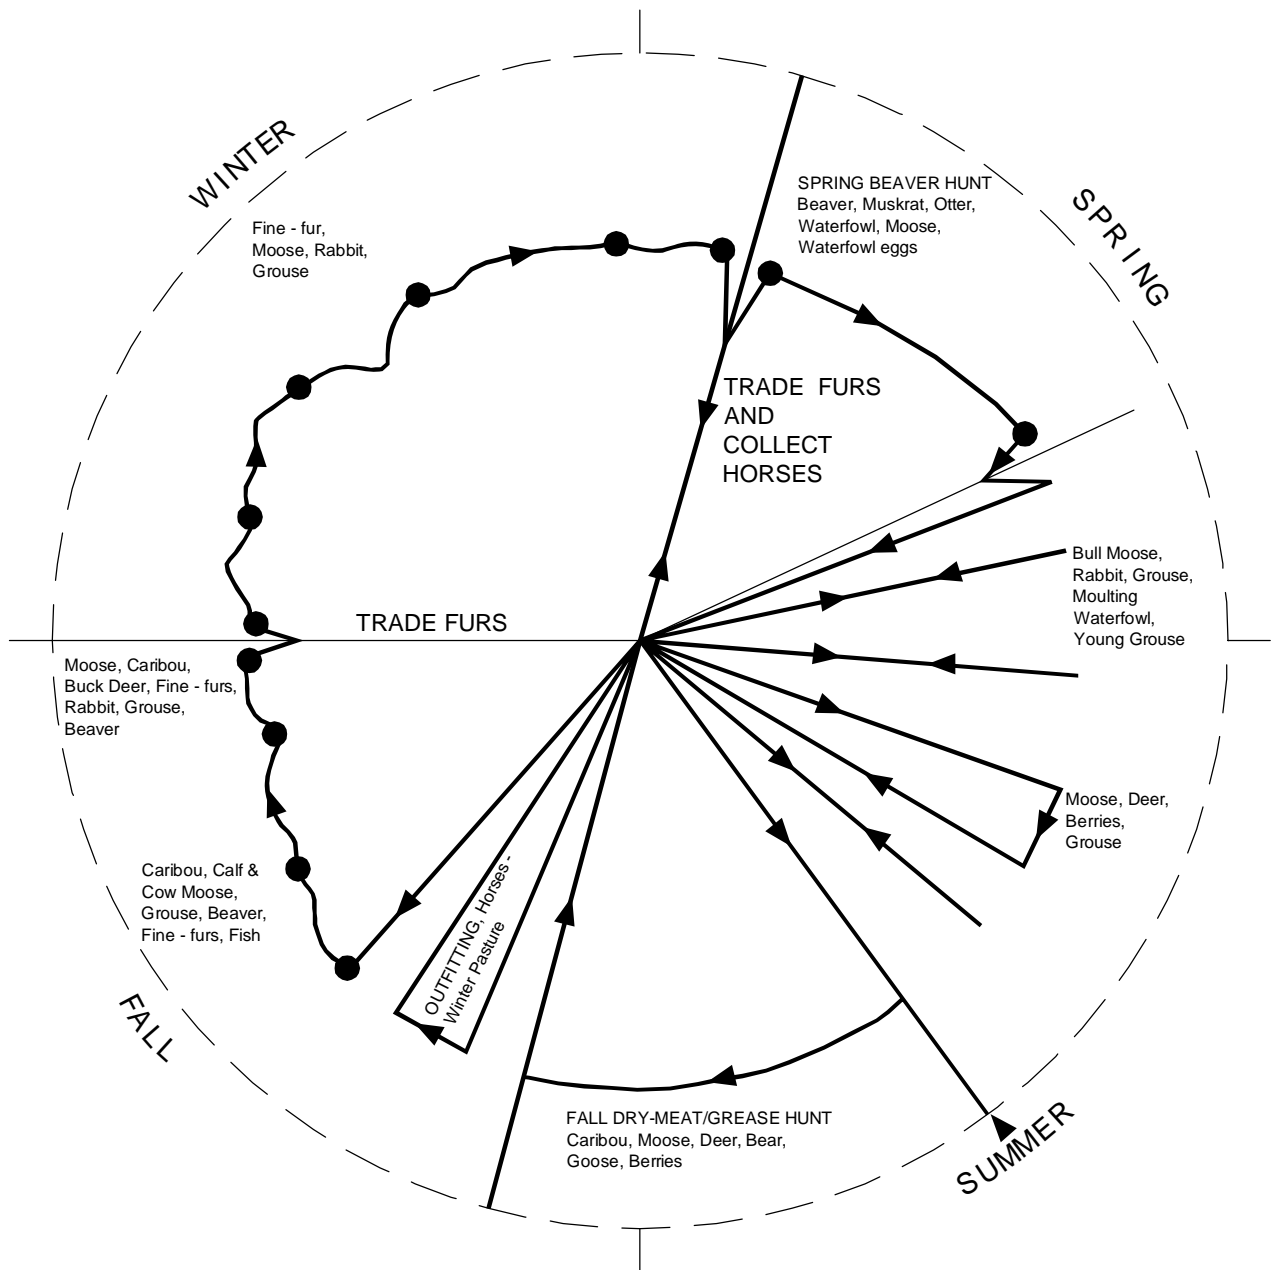 WINTER
Fine - fur,
Moose, Rabbit,
Grouse
SPRING BEAVER HUNT
Beaver, Muskrat, Otter,
Waterfowl, Moose,
Waterfowl eggs
SPRING
TRADE FURS
AND
COLLECT
HORSES
TRADE FURS
Bull Moose,
Rabbit, Grouse,
Moulting
Waterfowl,
Young Grouse
Moose, Caribou,
Buck Deer, Fine - furs,
Rabbit, Grouse,
Beaver
Moose, Deer,
Berries,
Grouse
Caribou, Calf &
Cow Moose,
Grouse, Beaver,
Fine - furs, Fish
OUTFITTING, Horses -
Winter Pasture
FALL
FALL DRY-MEAT/GREASE HUNT
Caribou, Moose, Deer, Bear,
Goose, Berries
SUMMER